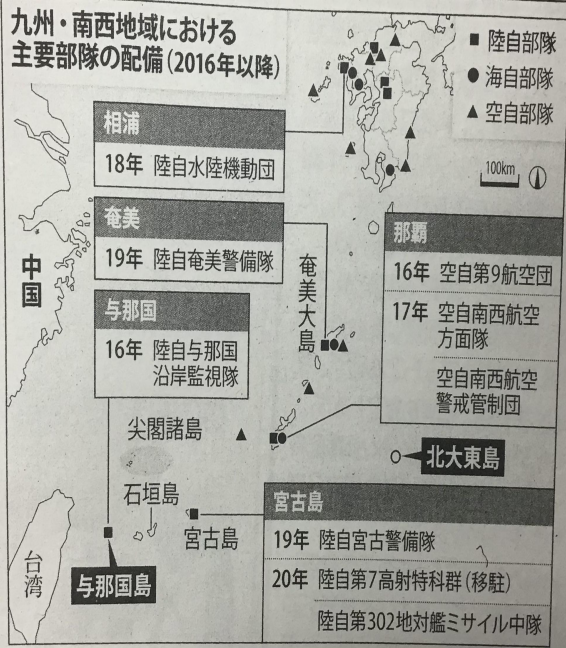 九州・南西地域における
主要部隊の配備(2016年以降)
■ 陸自部隊
● 海自部隊
▲ 空自部隊
100km
相浦
18年 陸自水陸機動団
奄美
19年 陸自奄美警備隊
与那国
16年 陸自与那国
沿岸監視隊
那覇
16年 空自第9航空団
17年 空自南西航空
方面隊
空自南西航空
警戒管制団
中国
奄美大島
尖閣諸島
北大東島
石垣島
宮古島
与那国島
台湾
宮古島
19年 陸自宮古警備隊
20年 陸自第7高射特科群(移駐)
陸自第302地対艦ミサイル中隊